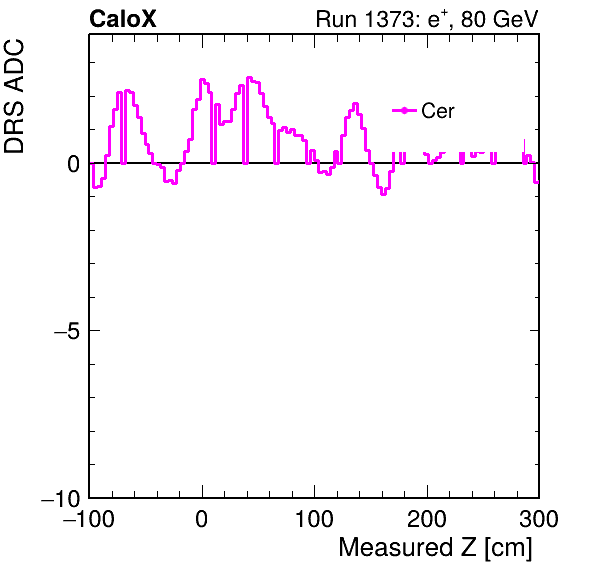 CaloX Run 1373: e+, 80 GeV
DRS ADC
Cer
0
−5
−10
−100 0 100 200 300
Measured Z [cm]